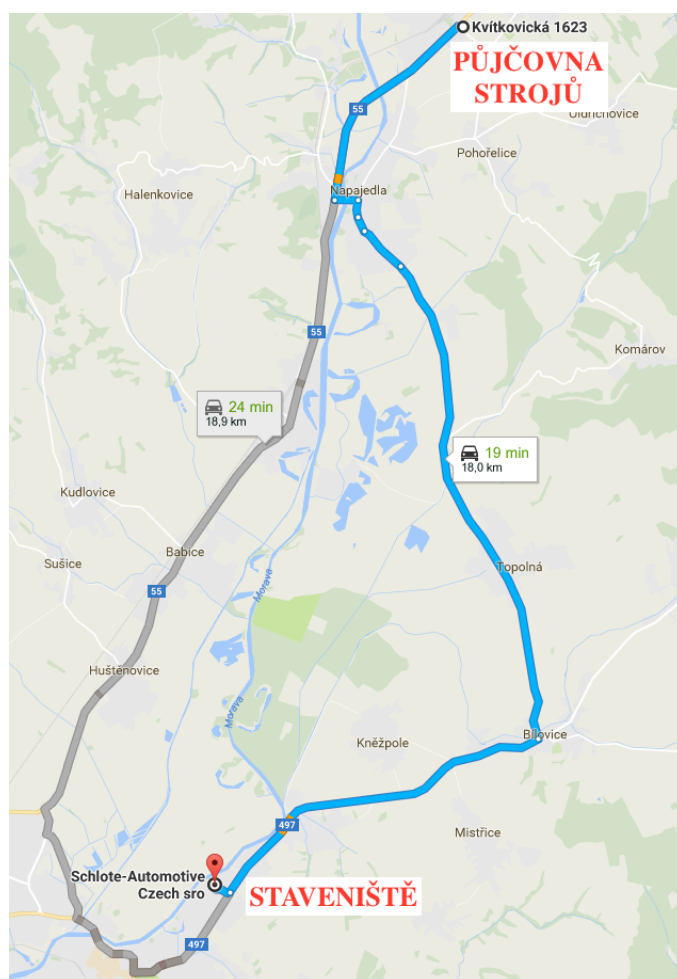 Kvítkovická 1623
PŮJČOVNA
STROJŮ
55
Oldřichovice
Pohořelice
Napajedla
Halenkovice
55
Komárov
24 min
18,9 km
19 min
18,0 km
Kudlovice
Babice
Sušice
Topolná
Morava
55
Huštěnovice
Morava
Bílovice
Kněžpole
497
Mistřice
Schlote-Automotive
Czech sro
STAVENIŠTĚ
497